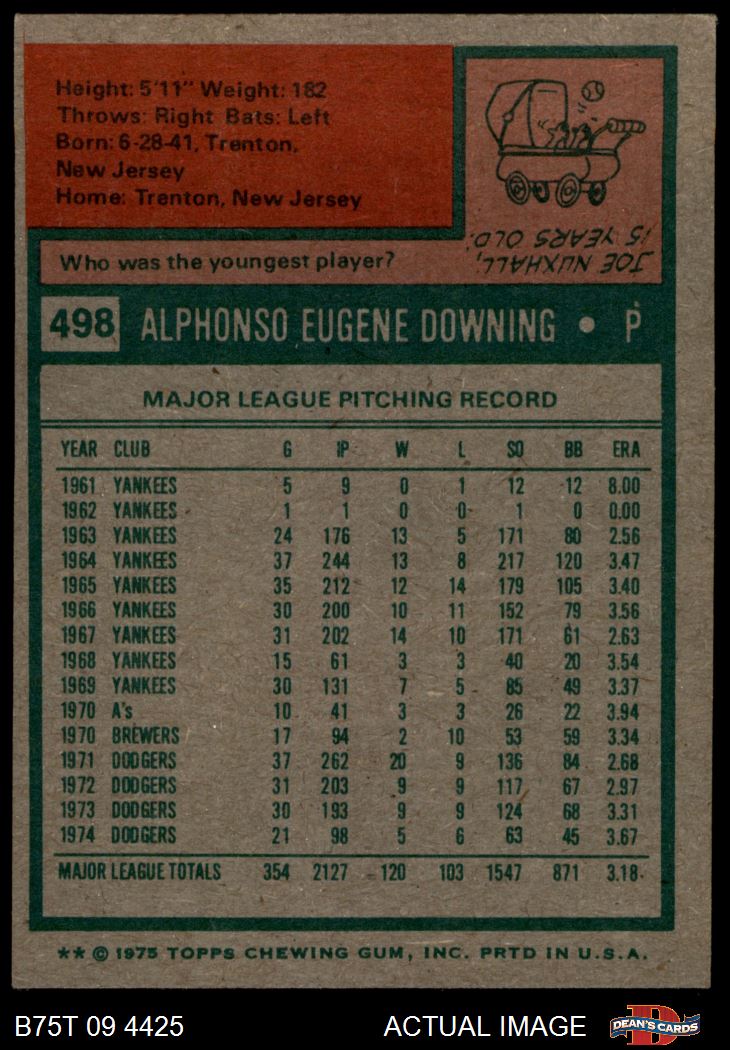 Height: 5'11" Weight: 182
Throws: Right Bats: Left
Born: 6-28-41, Trenton,
New Jersey
Home: Trenton, New Jersey
Who was the youngest player?
JOE NUXHALL,
15 YEARS OLD.
498 ALPHONSO EUGENE DOWNING • P
MAJOR LEAGUE PITCHING RECORD
YEAR CLUB G IP W L SO BB ERA
1961 YANKEES 5 9 0 1 12 12 8.00
1962 YANKEES 1 1 0 0 1 0 0.00
1963 YANKEES 24 176 13 5 171 80 2.56
1964 YANKEES 37 244 13 8 217 120 3.47
1965 YANKEES 35 212 12 14 179 105 3.40
1966 YANKEES 30 200 10 11 152 79 3.56
1967 YANKEES 31 202 14 10 171 61 2.63
1968 YANKEES 15 61 3 3 40 20 3.54
1969 YANKEES 30 131 7 5 85 49 3.37
1970 A's 10 41 3 3 26 22 3.94
1970 BREWERS 17 94 2 10 53 59 3.34
1971 DODGERS 37 262 20 9 136 84 2.68
1972 DODGERS 31 203 9 9 117 67 2.97
1973 DODGERS 30 193 9 9 124 68 3.31
1974 DODGERS 21 98 5 6 63 45 3.67
MAJOR LEAGUE TOTALS 354 2127 120 103 1547 871 3.18
** © 1975 TOPPS CHEWING GUM, INC. PRTD IN U.S.A.
B75T 09 4425 ACTUAL IMAGE DEAN'S CARDS